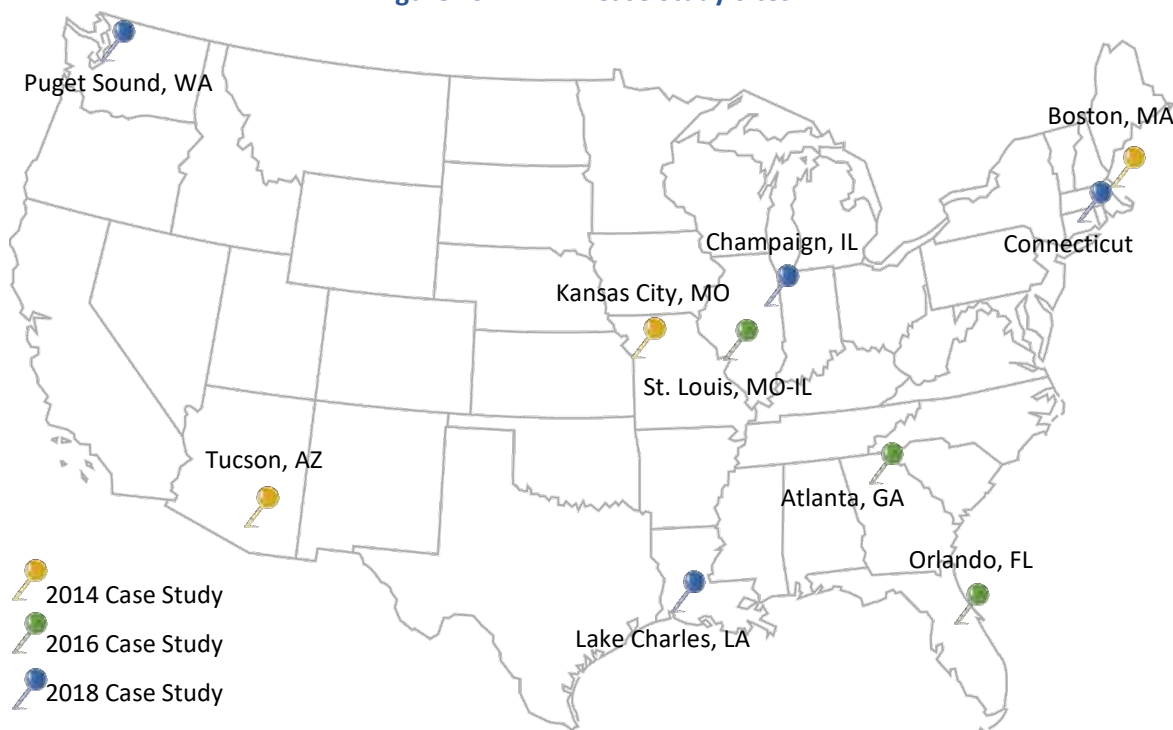 Puget Sound, WA
Boston, MA
Connecticut
Champaign, IL
Kansas City, MO
St. Louis, MO-IL
Tucson, AZ
Atlanta, GA
Orlando, FL
Lake Charles, LA
2014 Case Study
2016 Case Study
2018 Case Study